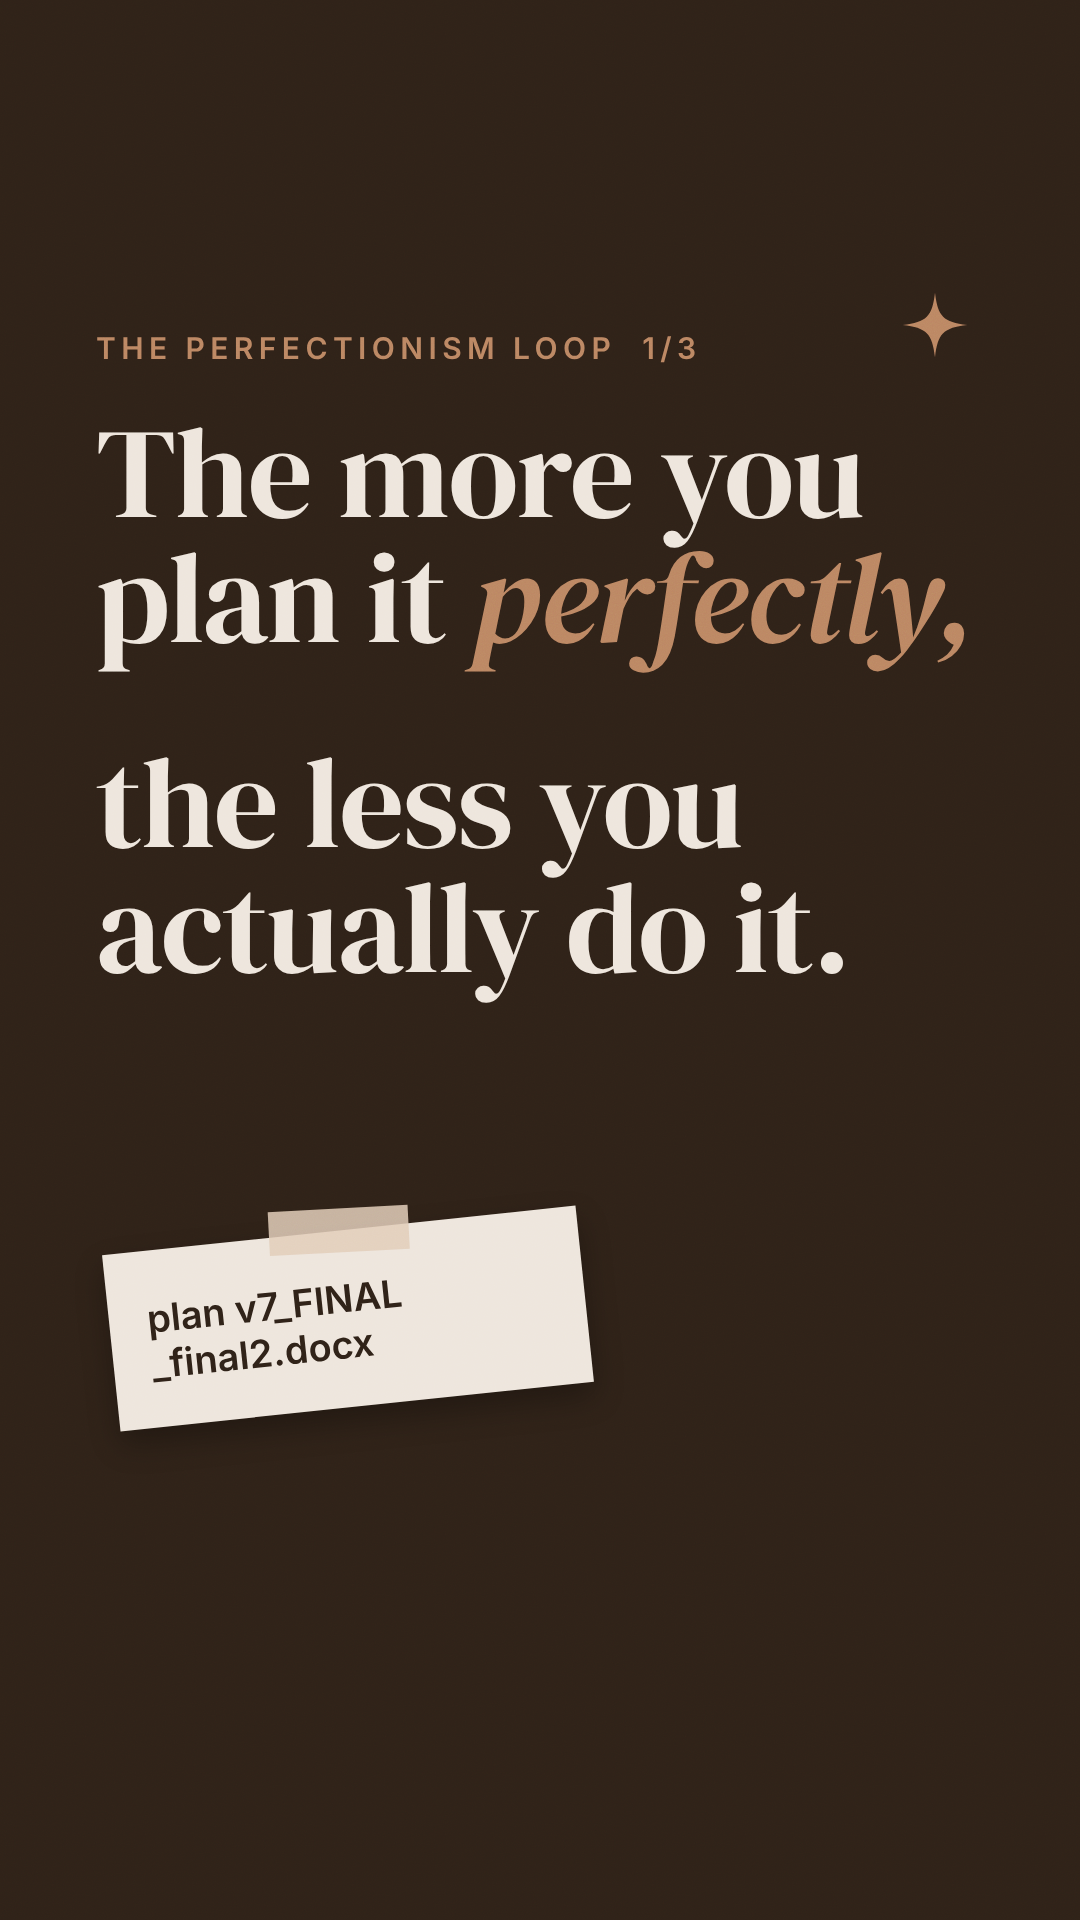 THE PERFECTIONISM LOOP 1/3
The more you
plan it perfectly,
the less you
actually do it.
plan v7_FINAL
_final2.docx